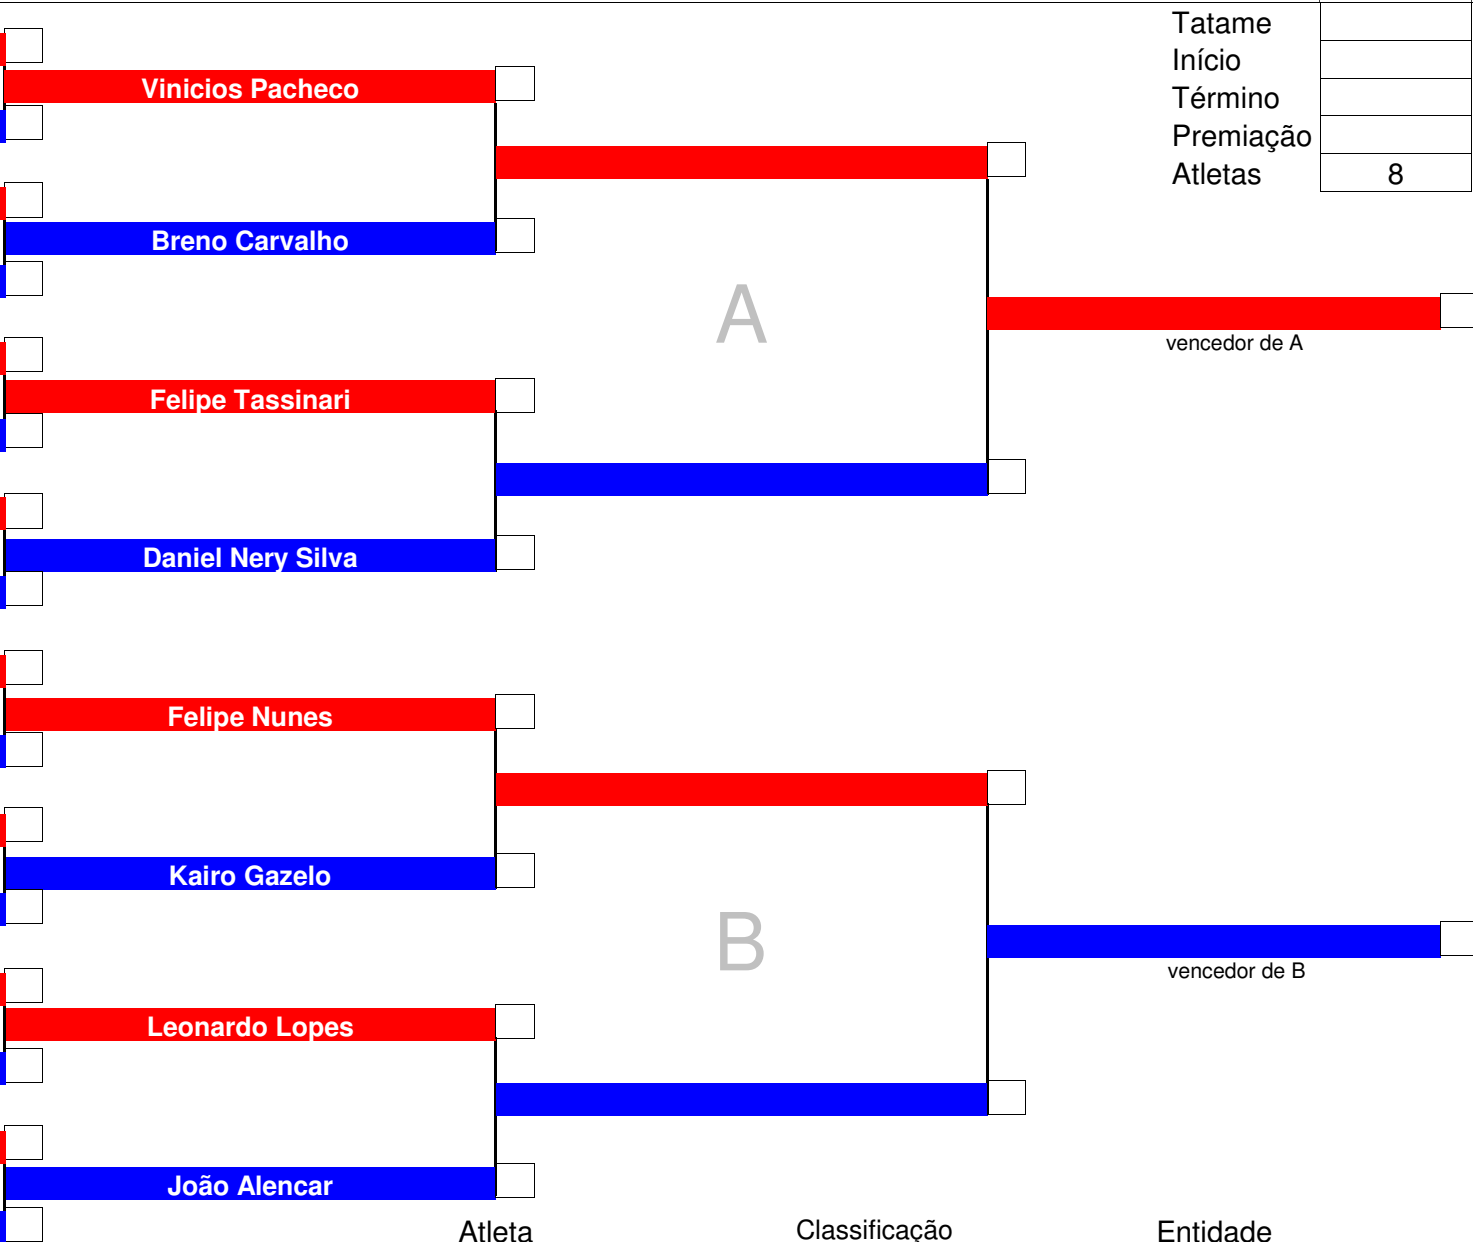 Tatame
Início
Término
Premiação
Atletas 8
Vinicios Pacheco
Breno Carvalho
A
vencedor de A
Felipe Tassinari
Daniel Nery Silva
Felipe Nunes
Kairo Gazelo
B
vencedor de B
Leonardo Lopes
João Alencar
Atleta Classificação Entidade